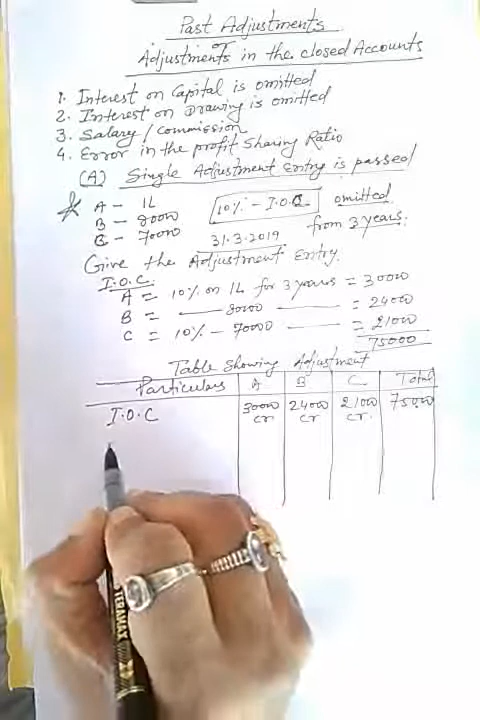 Past Adjustments
or
Adjustments in the closed Accounts
1. Interest on Capital is omitted
2. Interest on Drawing is omitted
3. Salary / Commission
4. Error in the profit Sharing Ratio
(A) Single Adjustment Entry is passed
A - 1L 10% - I.O.C. omitted
B - 80000 from 3 years.
C - 70000 31.3.2019
Give the Adjustment Entry.
I.O.C.
A = 10% on 1L for 3 years = 30000
B = 80000 = 24000
C = 10% - 70000 = 21000
75000
Table Showing Adjustment
Particulars A B C Total
I.O.C 30000 cr 24000 cr 21000 cr. 75000
TERAMAX